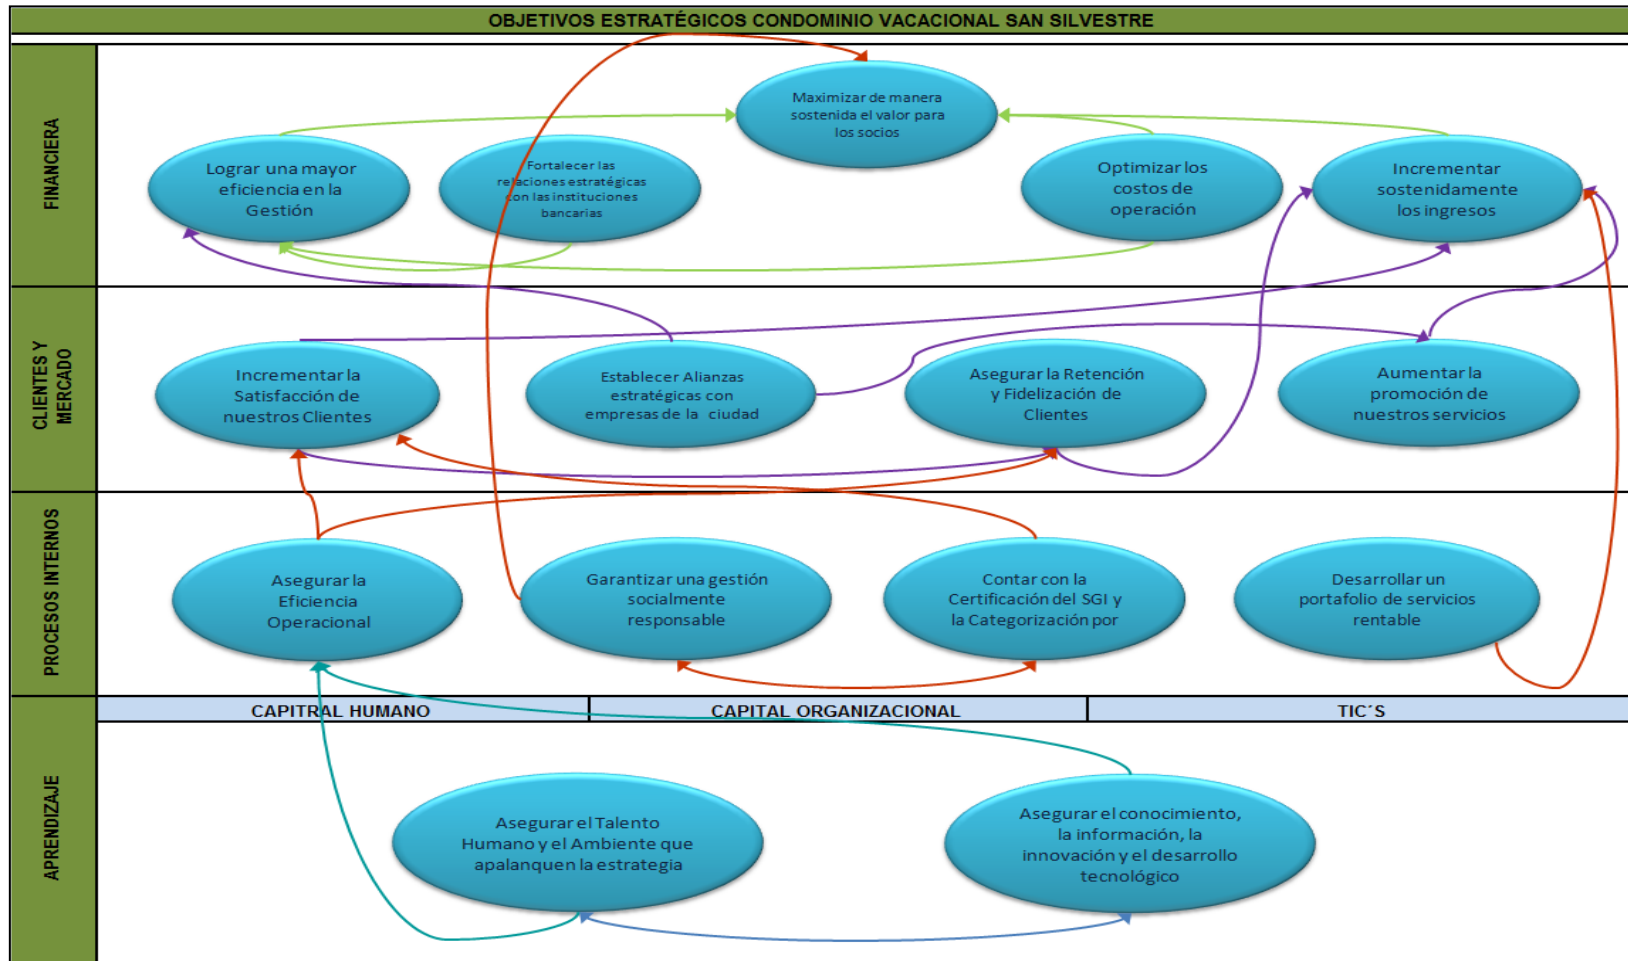 OBJETIVOS ESTRATÉGICOS CONDOMINIO VACACIONAL SAN SILVESTRE
FINANCIERA
Maximizar de manera
sostenida el valor para
los socios
Lograr una mayor
eficiencia en la
Gestión
Fortalecer las
relaciones estratégicas
con las instituciones
bancarias
Optimizar los
costos de
operación
Incrementar
sostenidamente
los ingresos
CLIENTES Y
MERCADO
Incrementar la
Satisfacción de
nuestros Clientes
Establecer Alianzas
estratégicas con
empresas de la ciudad
Asegurar la Retención
y Fidelización de
Clientes
Aumentar la
promoción de
nuestros servicios
PROCESOS INTERNOS
Asegurar la
Eficiencia
Operacional
Garantizar una gestión
socialmente
responsable
Contar con la
Certificación del SGI y
la Categorización por
Desarrollar un
portafolio de servicios
rentable
CAPITRAL HUMANO
CAPITAL ORGANIZACIONAL
TIC´S
APRENDIZAJE
Asegurar el Talento
Humano y el Ambiente que
apalanquen la estrategia
Asegurar el conocimiento,
la información, la
innovación y el desarrollo
tecnológico